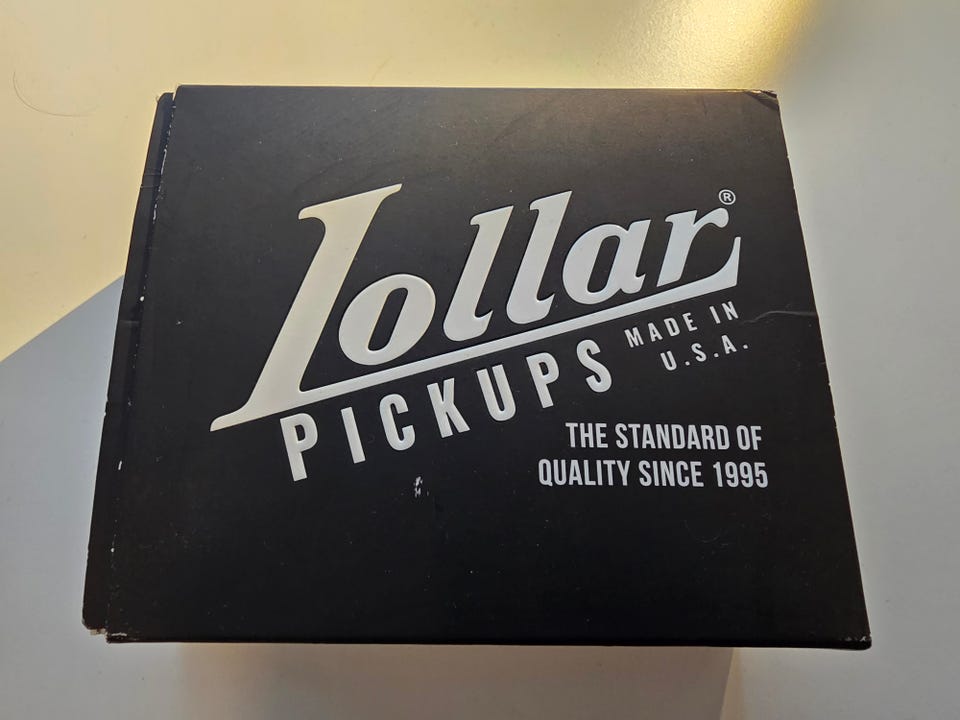 Lollar®
PICKUPS
MADE IN
U.S.A.
THE STANDARD OF
QUALITY SINCE 1995